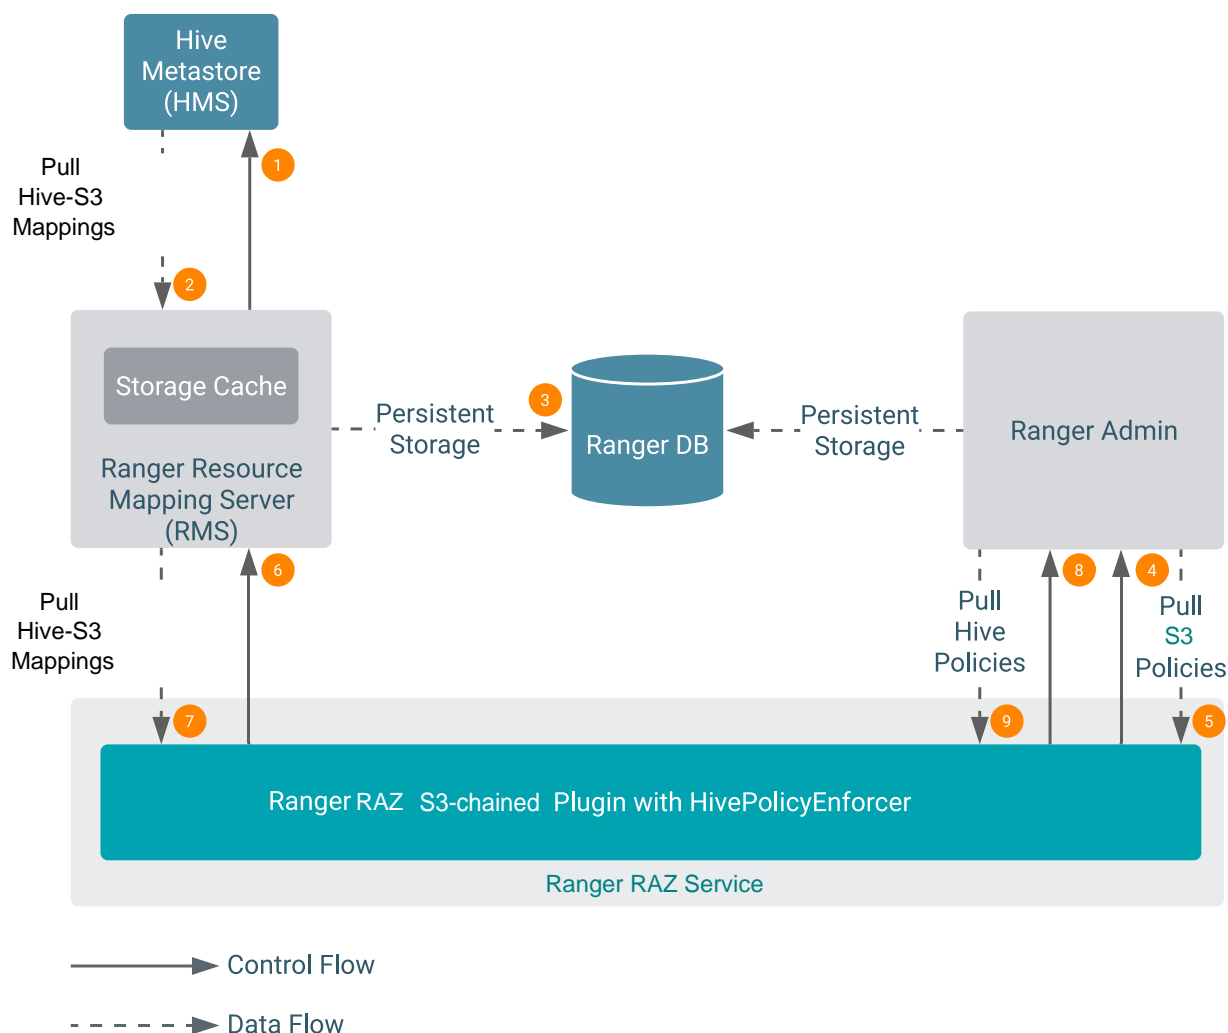 Hive
Metastore
(HMS)
1
Pull
Hive-S3
Mappings
2
Storage Cache
Ranger Resource
Mapping Server
(RMS)
Persistent
Storage
3
Ranger DB
Persistent
Storage
Ranger Admin
6
Pull
Hive-S3
Mappings
7
Pull
Hive
Policies
8
4
Pull
S3
Policies
9
5
Ranger RAZ S3-chained Plugin with HivePolicyEnforcer
Ranger RAZ Service
Control Flow
Data Flow